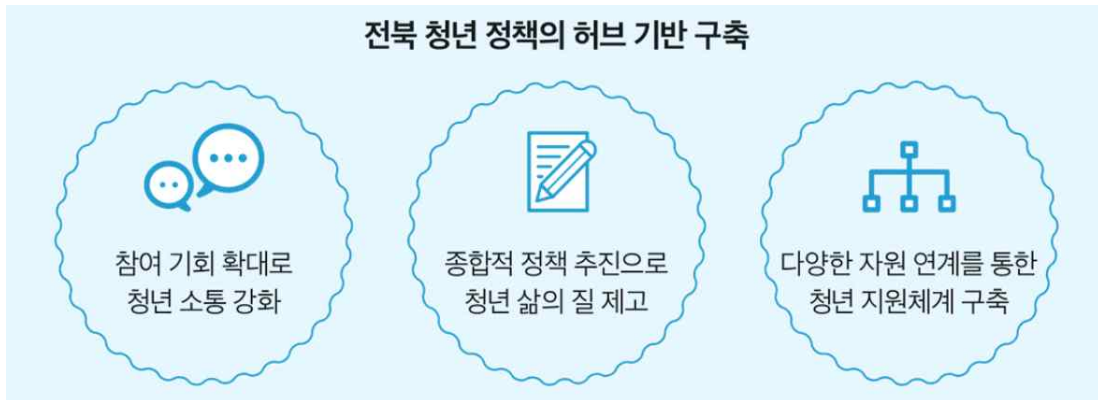 전북 청년 정책의 허브 기반 구축
참여 기회 확대로
청년 소통 강화
종합적 정책 추진으로
청년 삶의 질 제고
다양한 자원 연계를 통한
청년 지원체계 구축